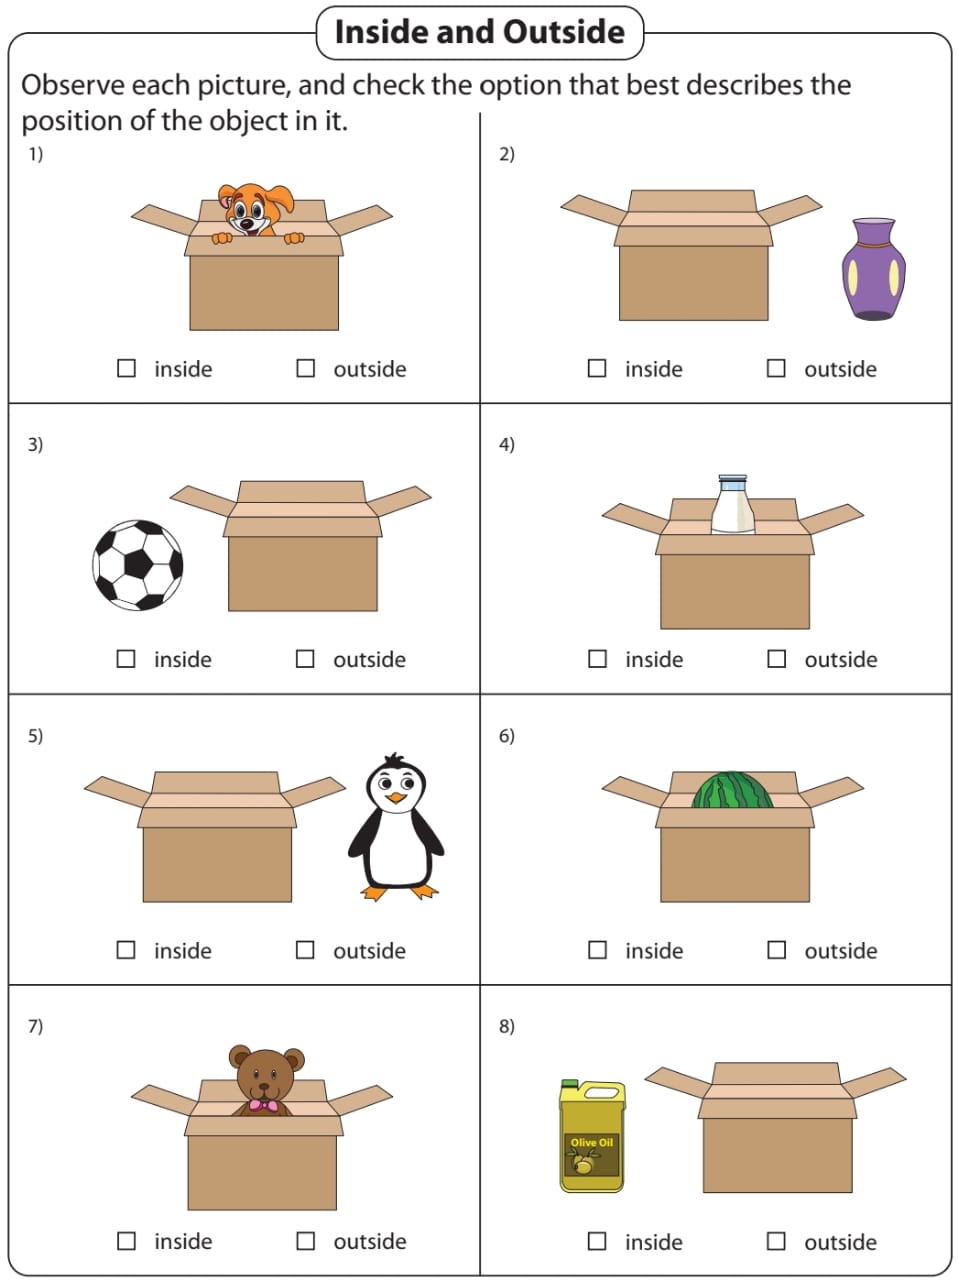 Inside and Outside
Observe each picture, and check the option that best describes the
position of the object in it.
1)
inside outside
2)
inside outside
3)
inside outside
4)
inside outside
5)
inside outside
6)
inside outside
7)
inside outside
8)
Olive Oil
inside outside